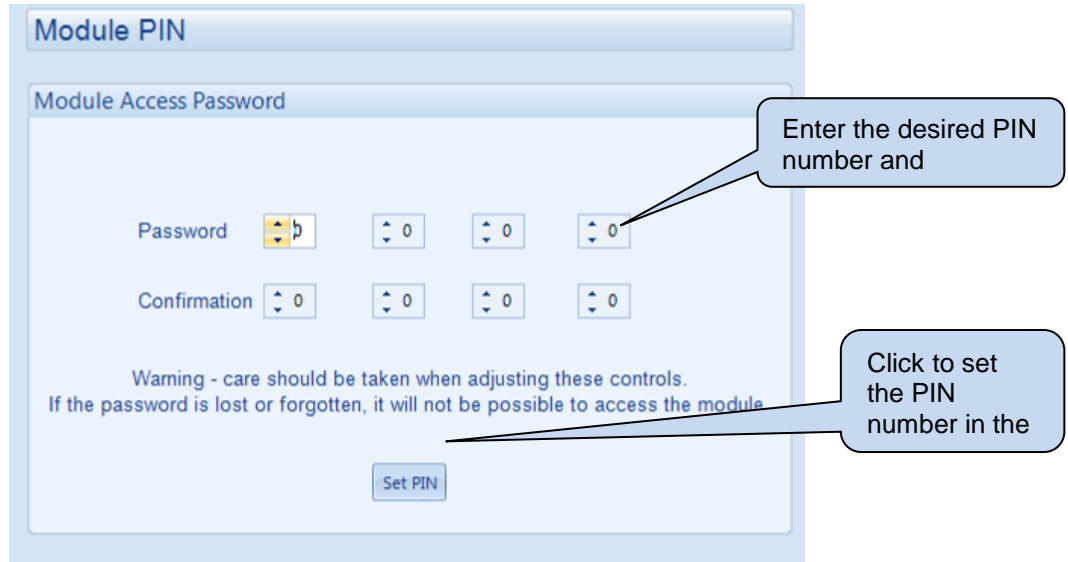 Module PIN
Module Access Password
Enter the desired PIN
number and
Password 0 0 0 0
Confirmation 0 0 0 0
Warning - care should be taken when adjusting these controls.
If the password is lost or forgotten, it will not be possible to access the module
Click to set
the PIN
number in the
Set PIN